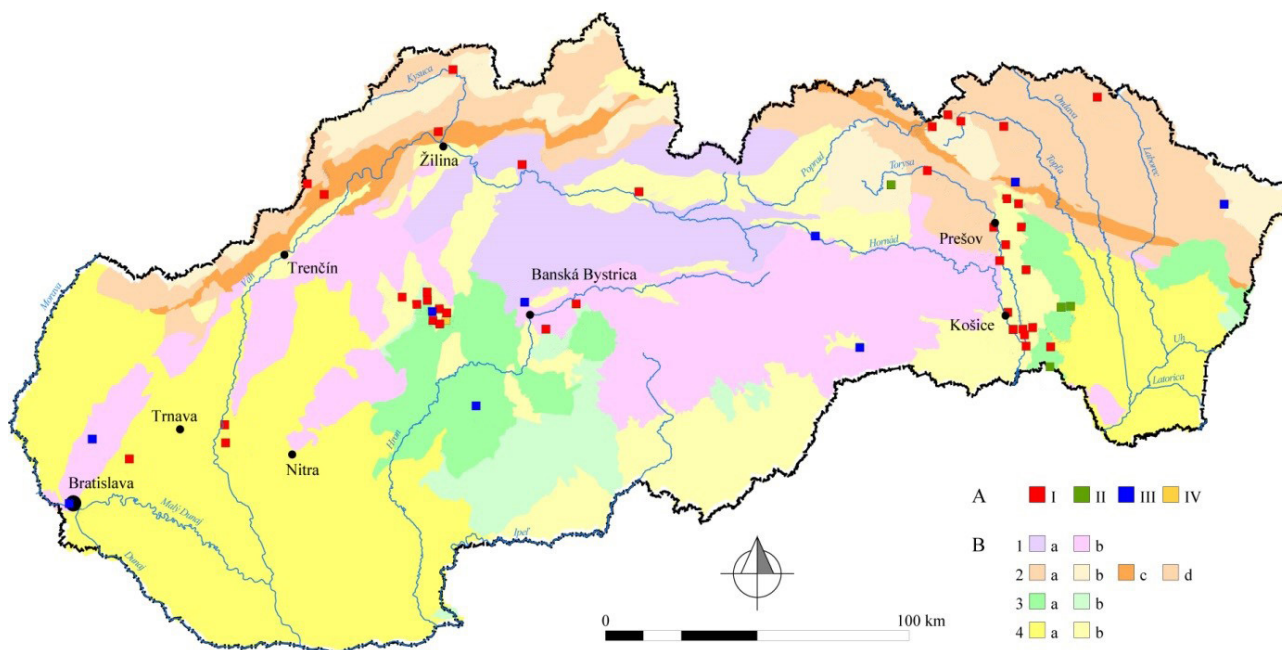 Kysuca
Žilina
Váh
Trenčín
Morava
Banská Bystrica
Trnava
Nitra
Bratislava
Malý Dunaj
Dunaj
Hron
Ipeľ
Poprad
Torysa
Hornád
Prešov
Košice
Topľa
Ondava
Laborec
Uh
Latorica
A I II III IV
B
1 a b
2 a b c d
3 a b
4 a b
0 100 km